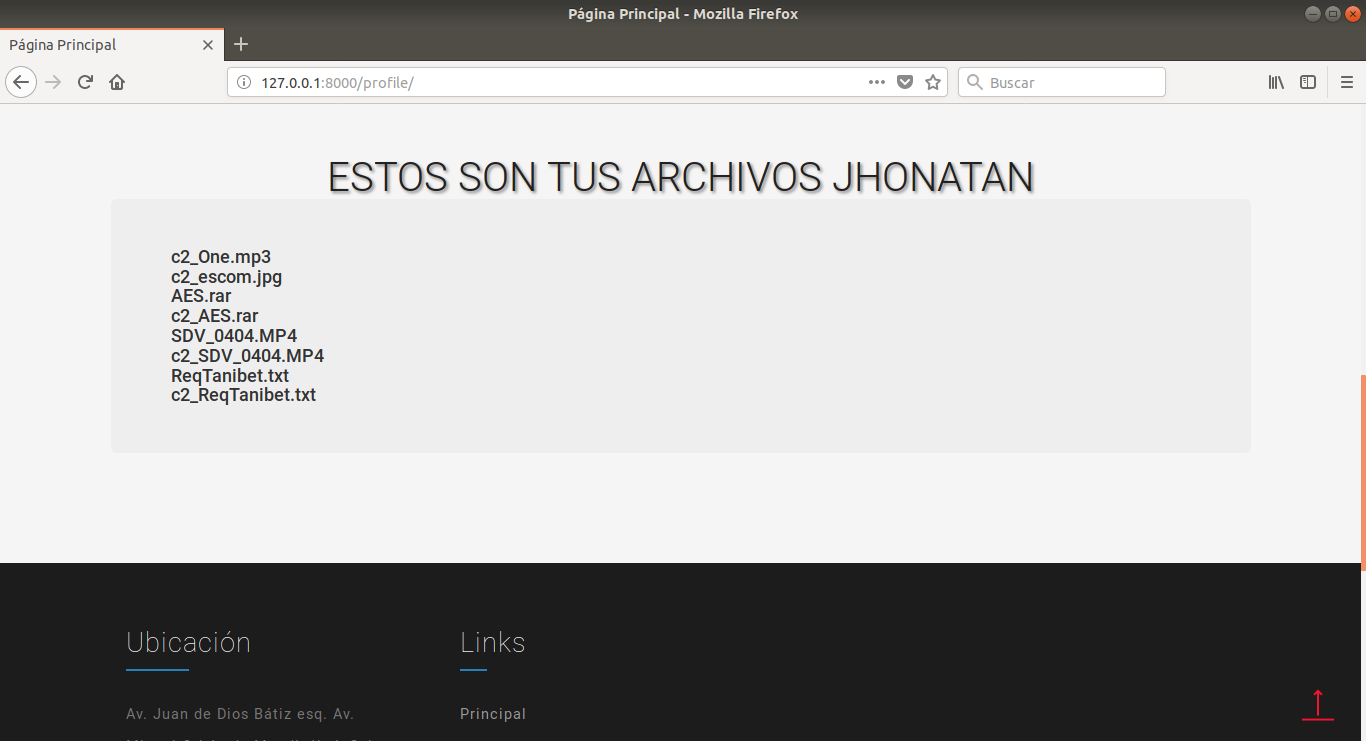 Página Principal - Mozilla Firefox
Página Principal
127.0.0.1:8000/profile/
Buscar
ESTOS SON TUS ARCHIVOS JHONATAN
c2_One.mp3
c2_escom.jpg
AES.rar
c2_AES.rar
SDV_0404.MP4
c2_SDV_0404.MP4
ReqTanibet.txt
c2_ReqTanibet.txt
Ubicación
Links
Av. Juan de Dios Bátiz esq. Av.
Principal